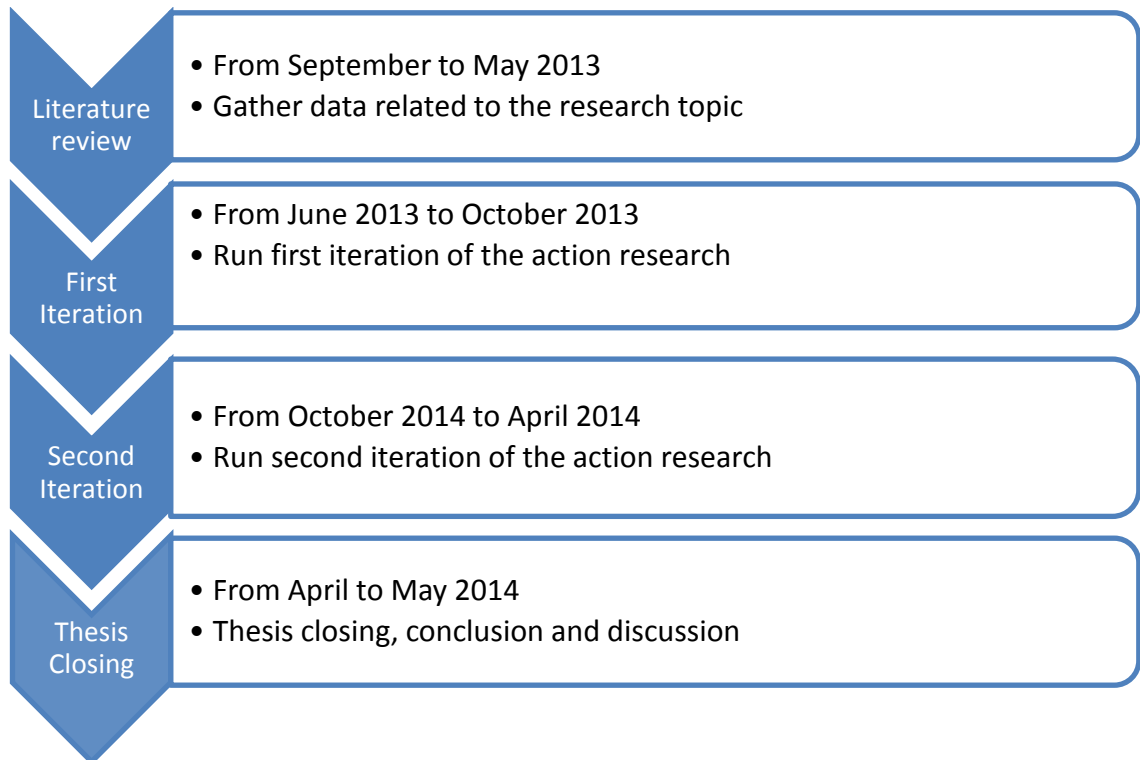 Literature
review
• From September to May 2013
• Gather data related to the research topic
First
Iteration
• From June 2013 to October 2013
• Run first iteration of the action research
Second
Iteration
• From October 2014 to April 2014
• Run second iteration of the action research
Thesis
Closing
• From April to May 2014
• Thesis closing, conclusion and discussion